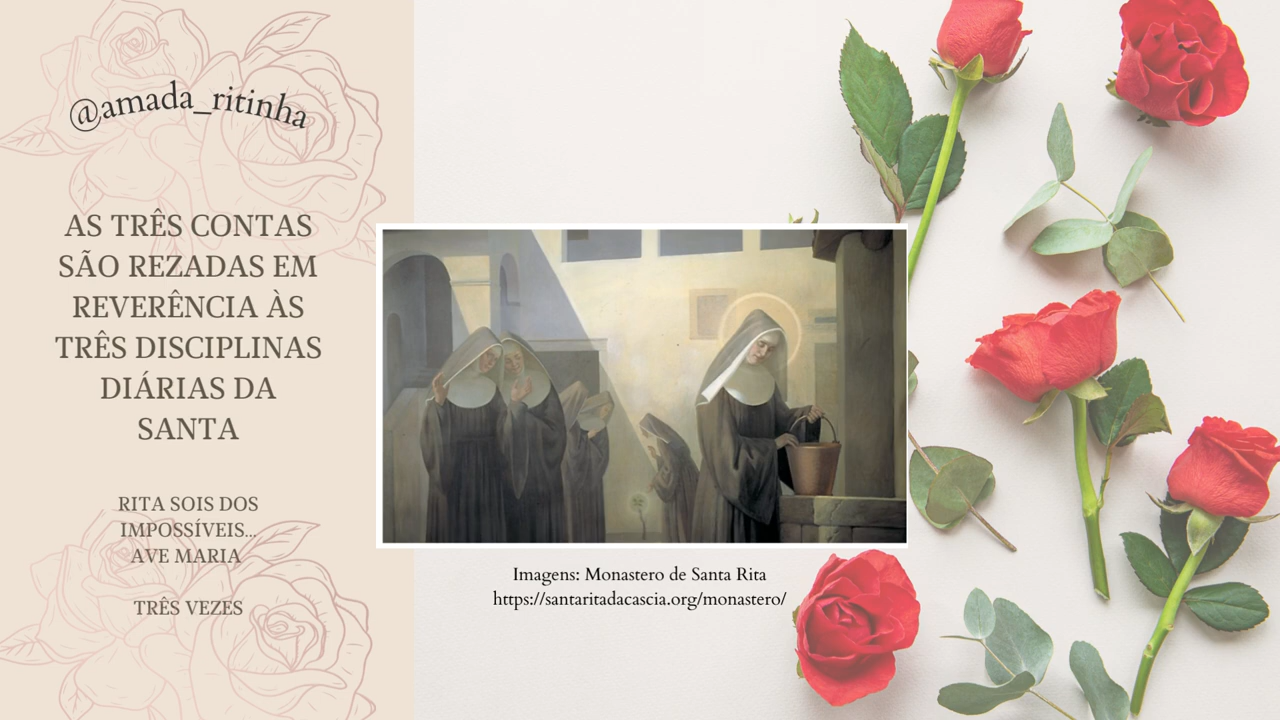 @amada_ritinha
AS TRÊS CONTAS
SÃO REZADAS EM
REVERÊNCIA ÀS
TRÊS DISCIPLINAS
DIÁRIAS DA
SANTA
RITA SOIS DOS
IMPOSSÍVEIS...
AVE MARIA
TRÊS VEZES
Imagens: Monastero de Santa Rita
https://santaritadacascia.org/monastero/